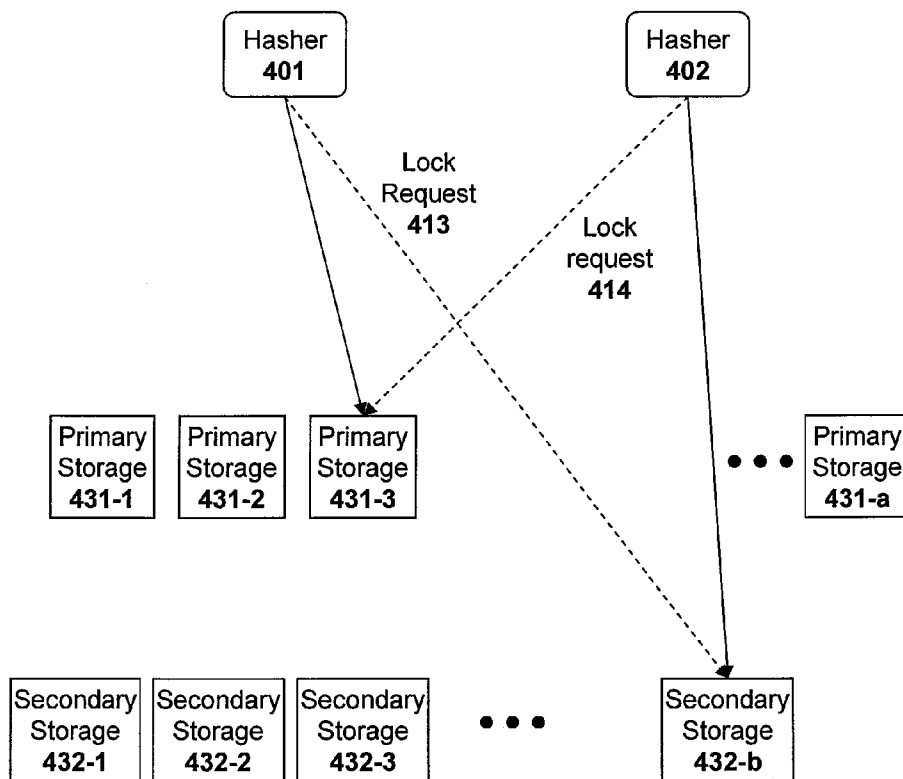 Hasher
401
Hasher
402
Lock
Request
413
Lock
request
414
Primary
Storage
431-1
Primary
Storage
431-2
Primary
Storage
431-3
Primary
Storage
431-a
Secondary
Storage
432-1
Secondary
Storage
432-2
Secondary
Storage
432-3
Secondary
Storage
432-b